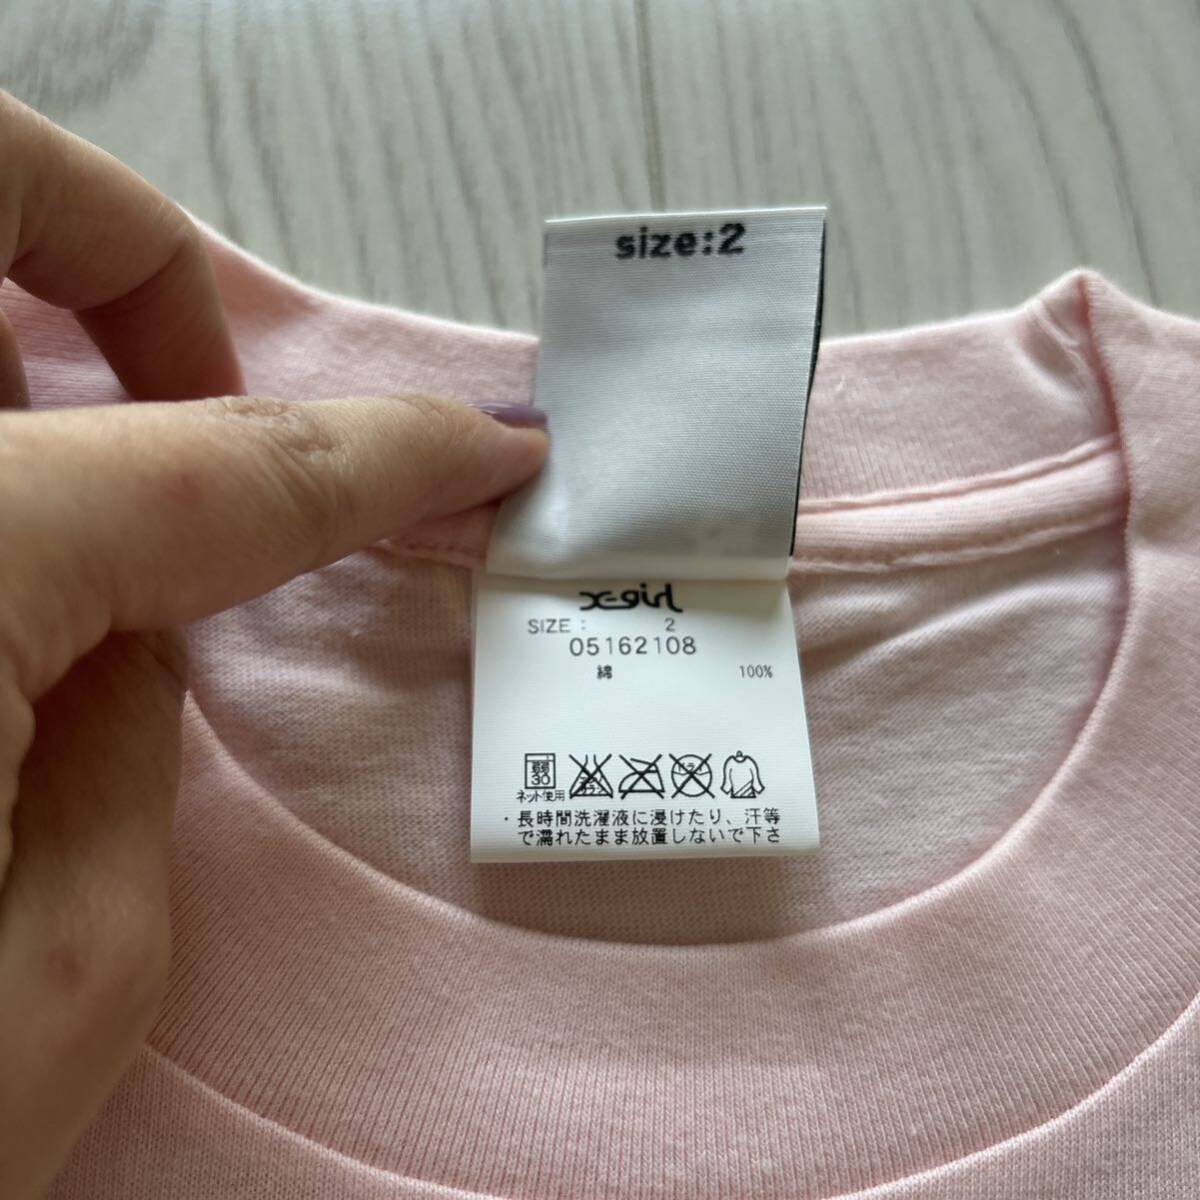 size:2
X-girl
SIZE : 2
05162108
綿 100%
弱
30
ネット使用
・長時間洗濯液に浸けたり、汗等
で濡れたまま放置しないで下さ